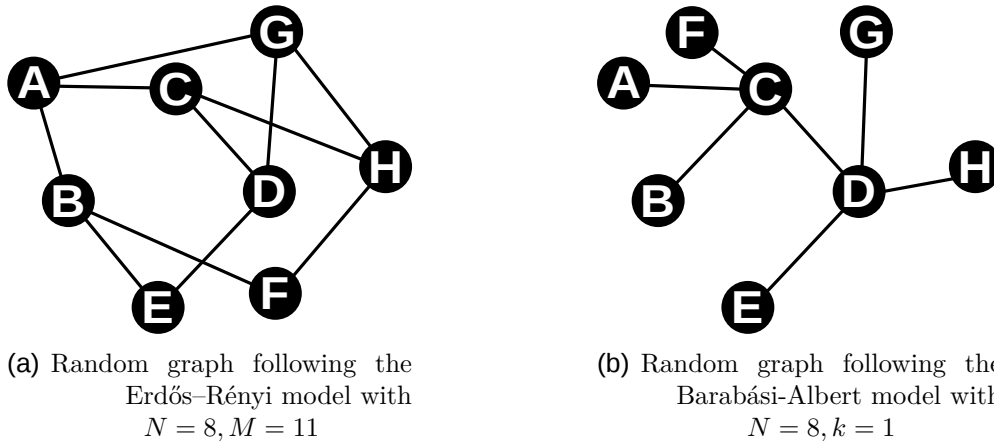 G
A
C
H
D
B
F
E
(a) Random graph following the
Erdős–Rényi model with
N = 8, M = 11
F
G
A
C
H
D
B
E
(b) Random graph following the
Barabási-Albert model with
N = 8, k = 1